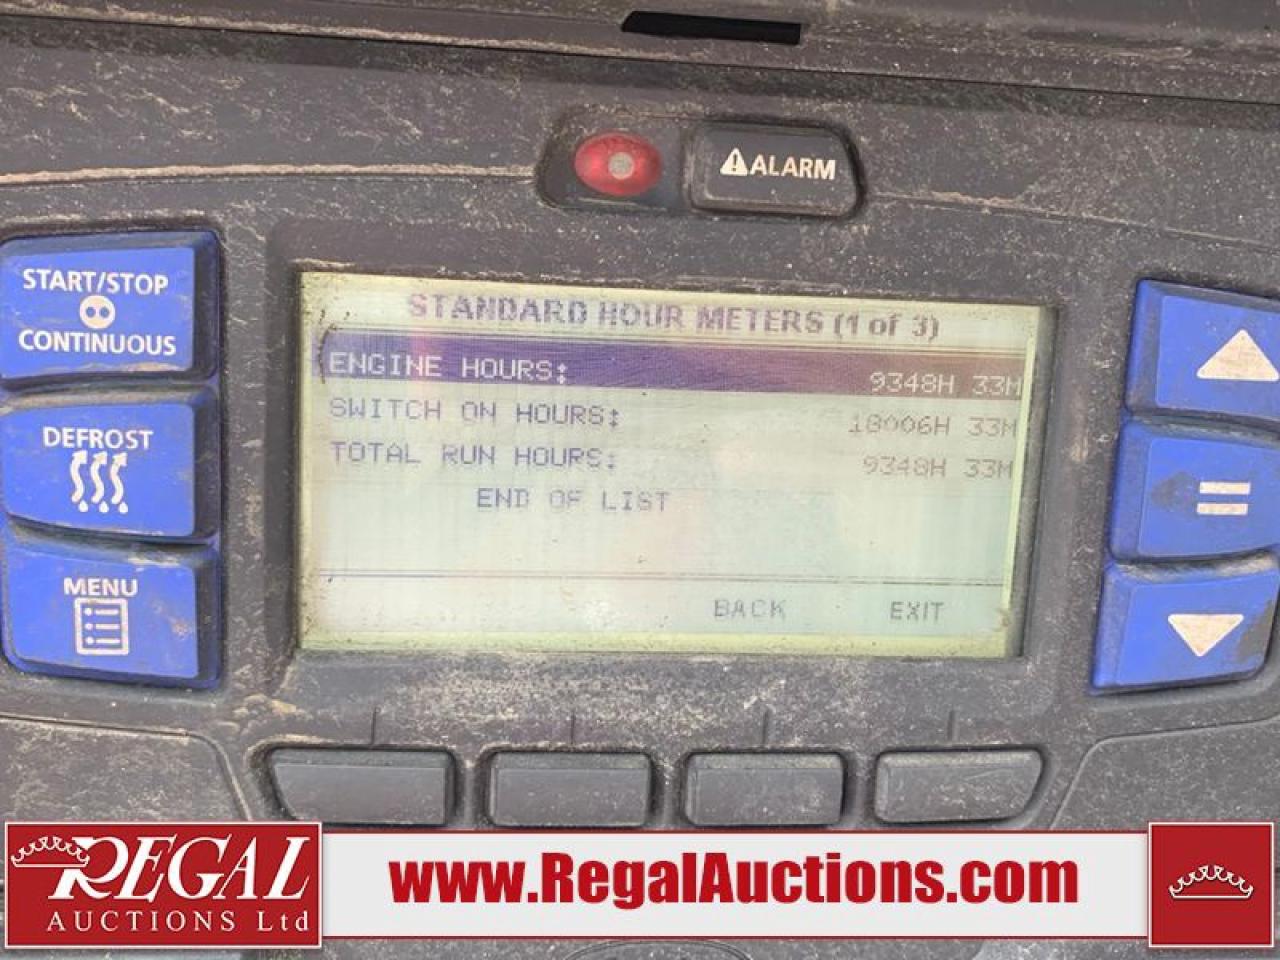 ALARM
START/STOP
CONTINUOUS
DEFROST
MENU
STANDARD HOUR METERS (1 of 3)
ENGINE HOURS: 9348H 33M
SWITCH ON HOURS: 18006H 33M
TOTAL RUN HOURS: 9348H 33M
END OF LIST
BACK EXIT
REGAL
AUCTIONS Ltd
www.RegalAuctions.com